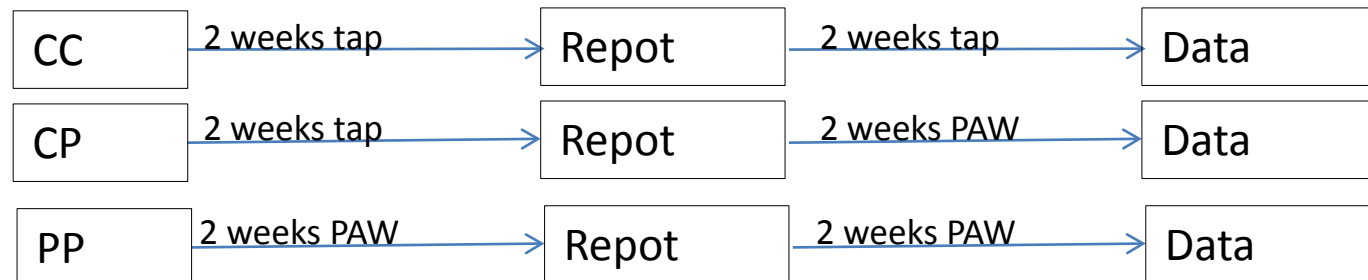 CC 2 weeks tap Repot 2 weeks tap Data
CP 2 weeks tap Repot 2 weeks PAW Data
PP 2 weeks PAW Repot 2 weeks PAW Data